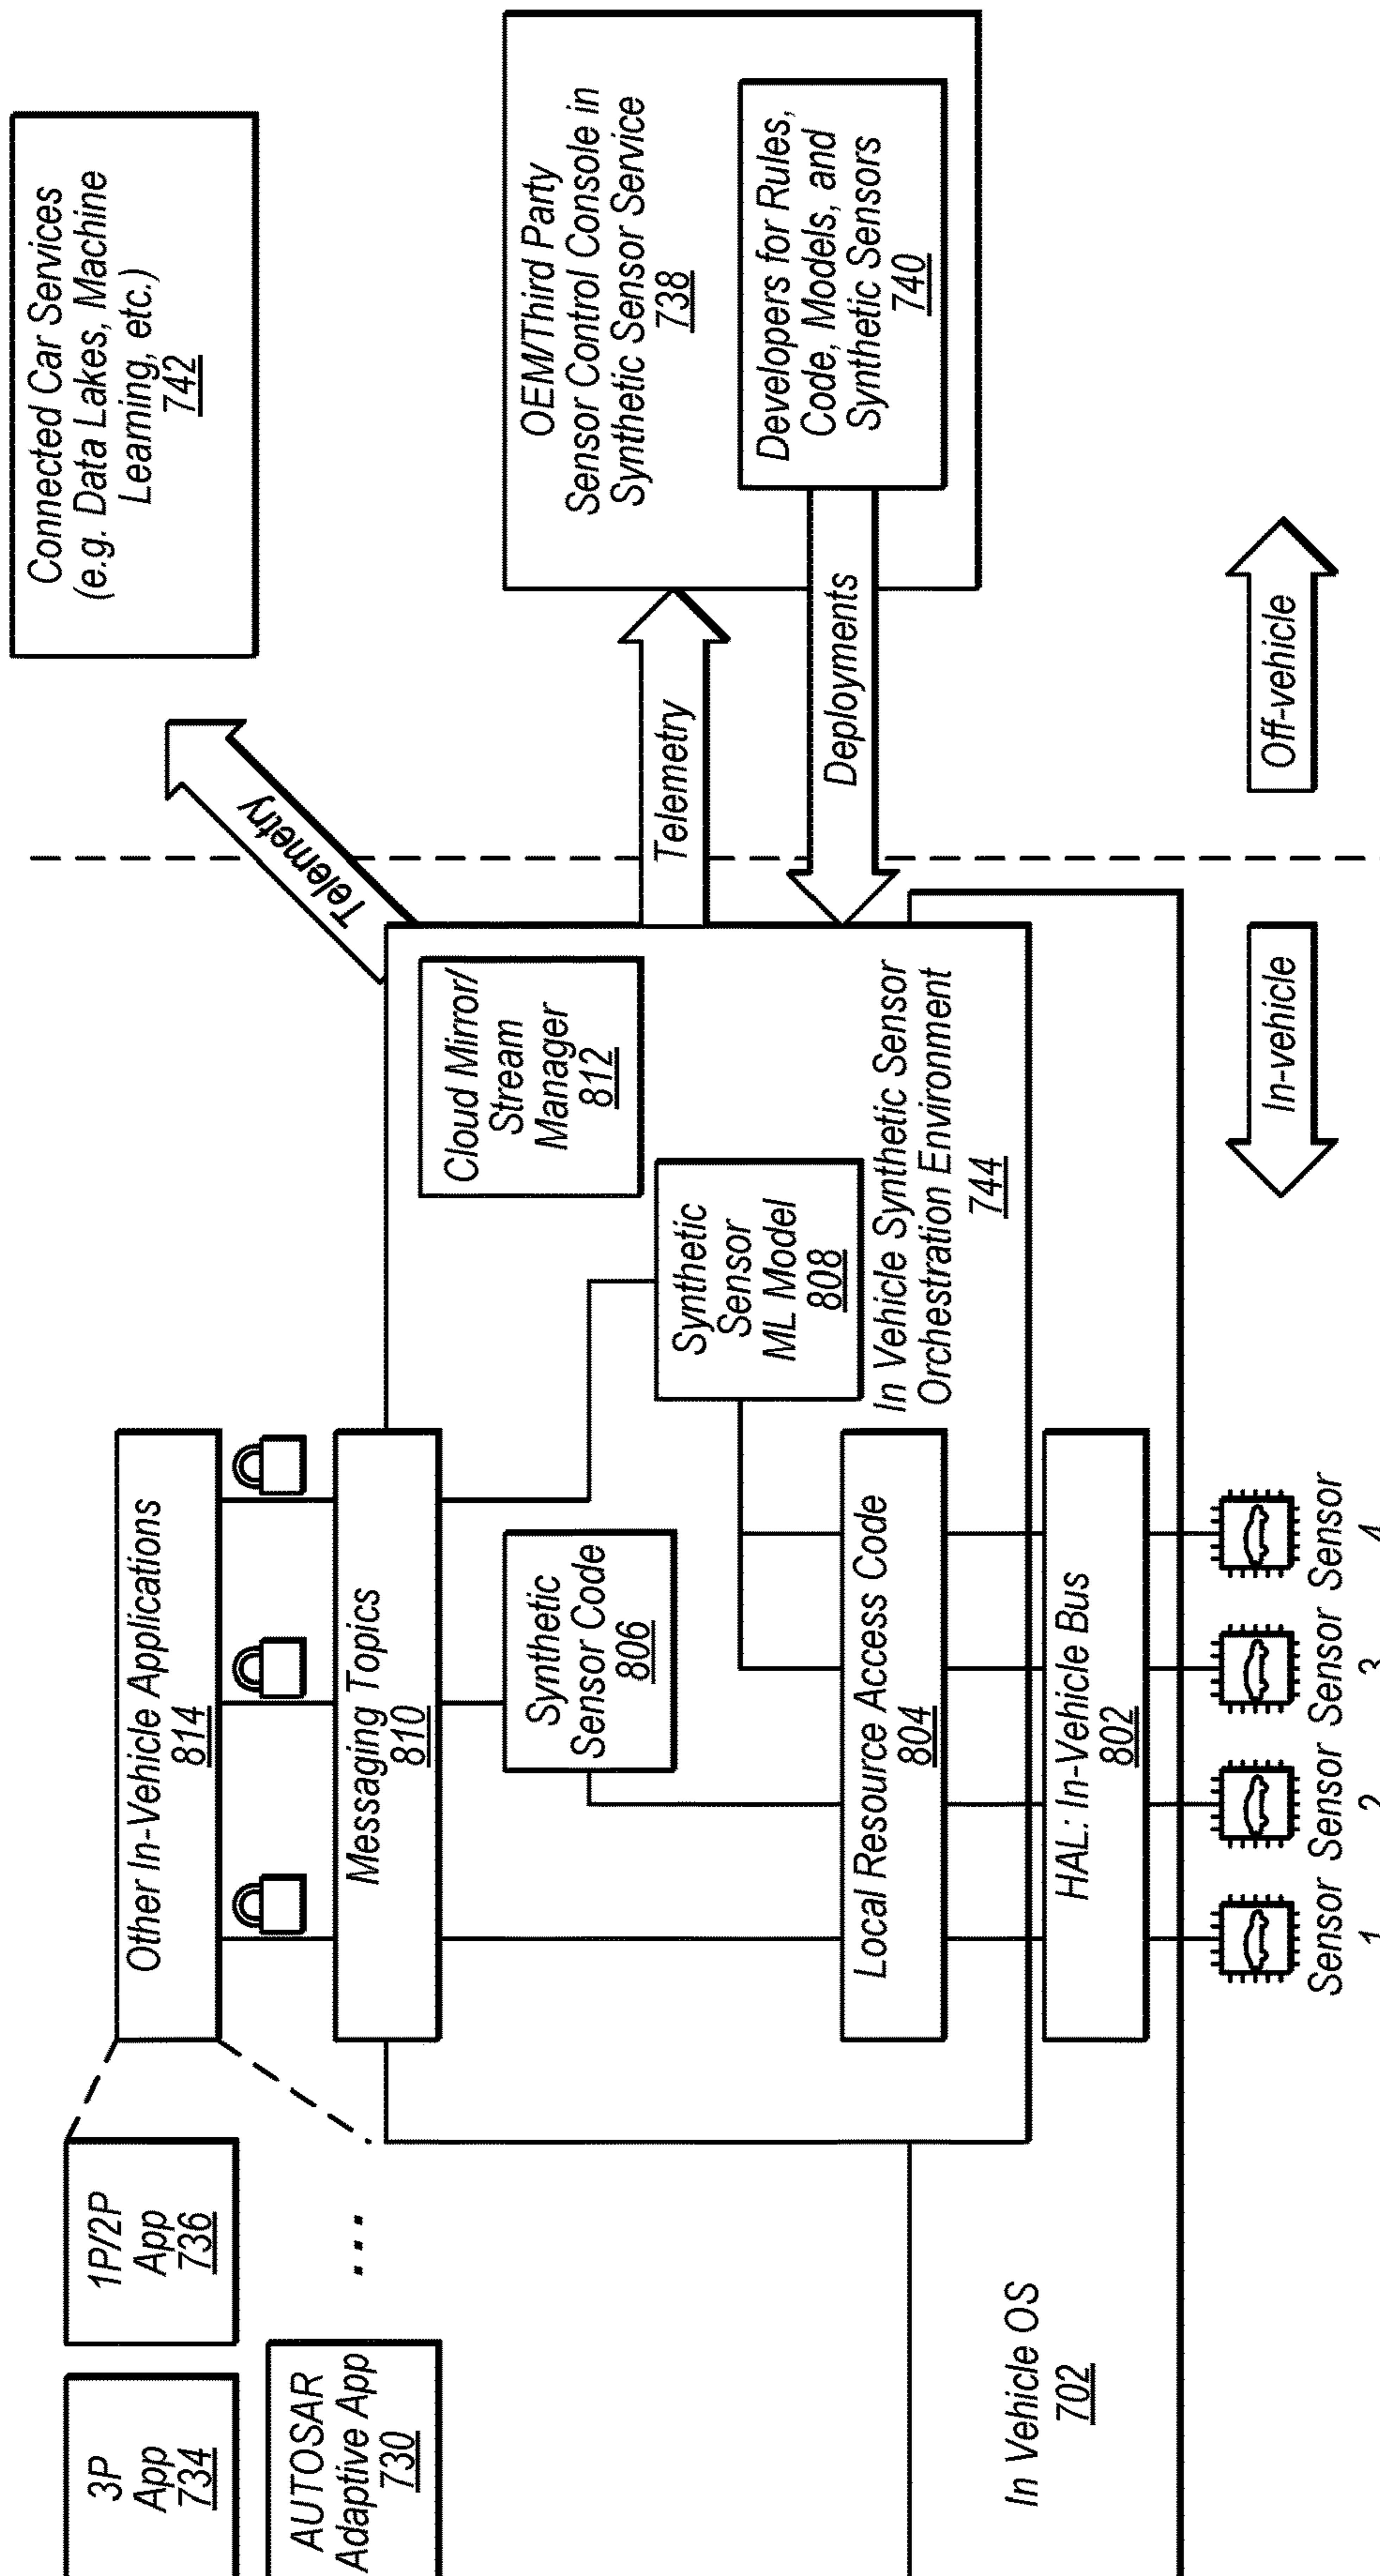 Connected Car Services
(e.g. Data Lakes, Machine
Learning, etc.)
742
OEM/Third Party
Sensor Control Console in
Synthetic Sensor Service
738
Developers for Rules,
Code, Models, and
Synthetic Sensors
740
Telemetry
Telemetry
Deployments
Off-vehicle
In-vehicle
3P
App
734
1P/2P
App
736
AUTOSAR
Adaptive App
730
...
Other In-Vehicle Applications
814
Messaging Topics
810
Cloud Mirror/
Stream
Manager
812
Synthetic
Sensor Code
806
Synthetic
Sensor
ML Model
808
Local Resource Access Code
804
In Vehicle Synthetic Sensor
Orchestration Environment
744
HAL: In-Vehicle Bus
802
In Vehicle OS
702
Sensor Sensor Sensor Sensor
1 2 3 4